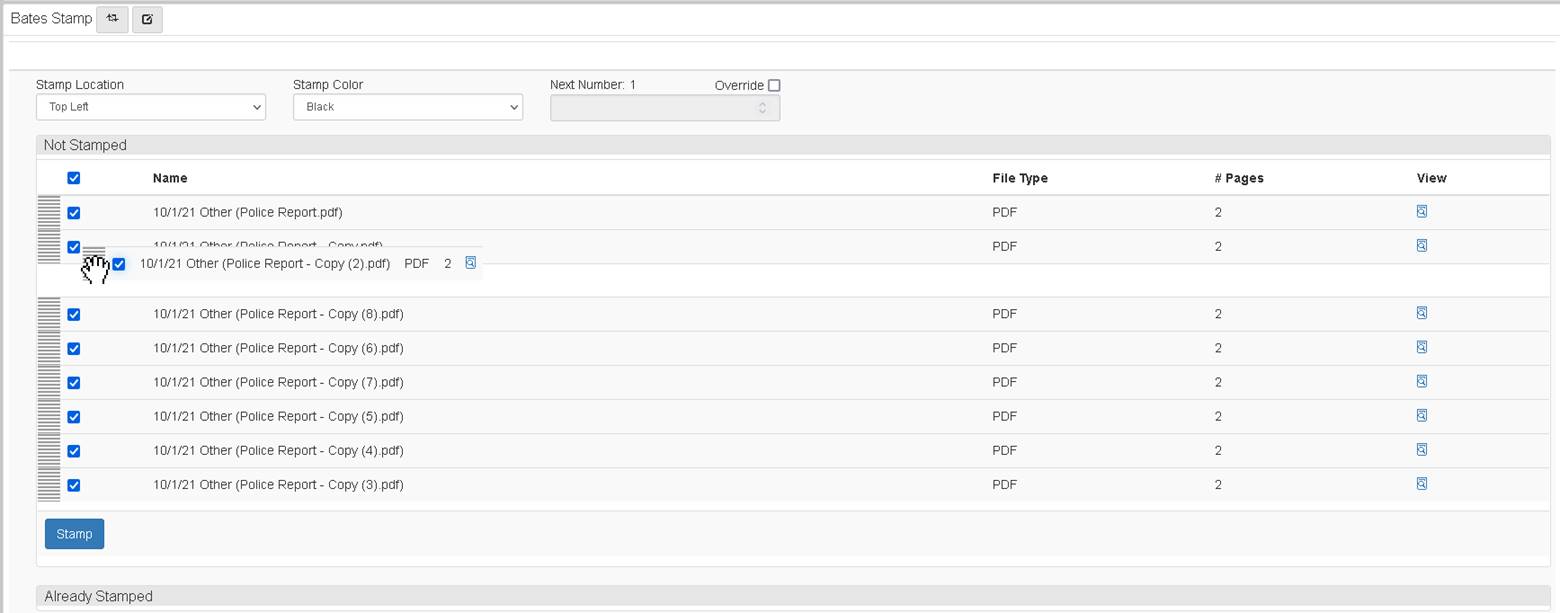 Bates Stamp
Stamp Location Stamp Color Next Number: 1 Override
Top Left Black
Not Stamped
Name File Type # Pages View
10/1/21 Other (Police Report.pdf) PDF 2
10/1/21 Other (Police Report - Copy.pdf) PDF 2
10/1/21 Other (Police Report - Copy (2).pdf) PDF 2
10/1/21 Other (Police Report - Copy (8).pdf) PDF 2
10/1/21 Other (Police Report - Copy (6).pdf) PDF 2
10/1/21 Other (Police Report - Copy (7).pdf) PDF 2
10/1/21 Other (Police Report - Copy (5).pdf) PDF 2
10/1/21 Other (Police Report - Copy (4).pdf) PDF 2
10/1/21 Other (Police Report - Copy (3).pdf) PDF 2
Stamp
Already Stamped